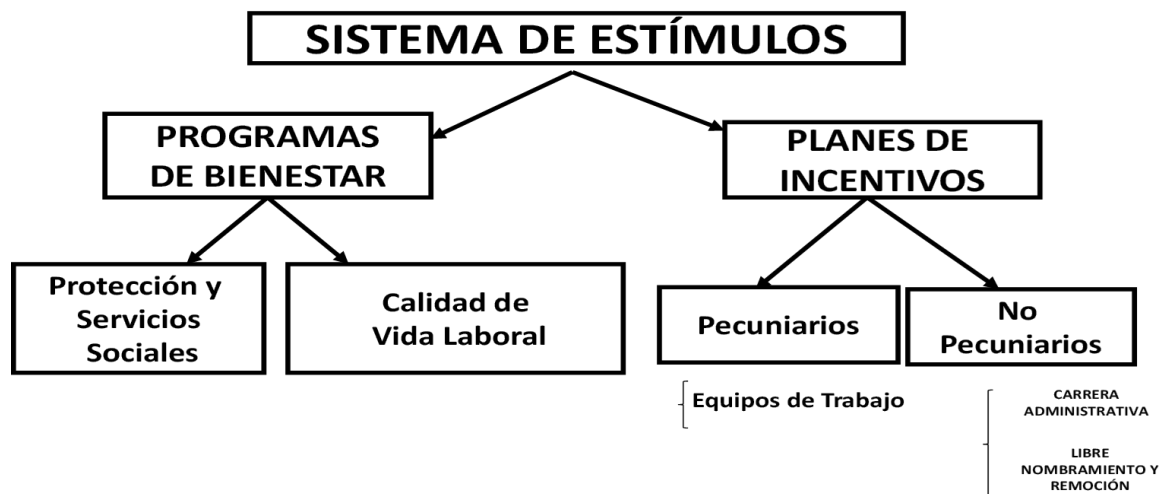 SISTEMA DE ESTÍMULOS
PROGRAMAS
DE BIENESTAR
PLANES DE
INCENTIVOS
Protección y
Servicios
Sociales
Calidad de
Vida Laboral
Pecuniarios
No
Pecuniarios
Equipos de Trabajo
CARRERA
ADMINISTRATIVA
LIBRE
NOMBRAMIENTO Y
REMOCIÓN